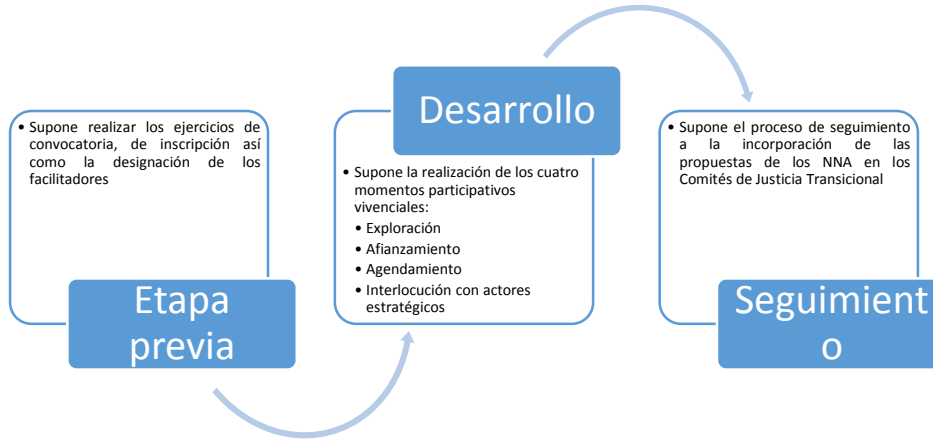 • Supone realizar los ejercicios de
convocatoria, de inscripción así
como la designación de los
facilitadores
Etapa
previa
Desarrollo
• Supone la realización de los cuatro
momentos participativos
vivenciales:
• Exploración
• Afianzamiento
• Agendamiento
• Interlocución con actores
estratégicos
• Supone el proceso de seguimiento
a la incorporación de las
propuestas de los NNA en los
Comités de Justicia Transicional
Seguimient
o